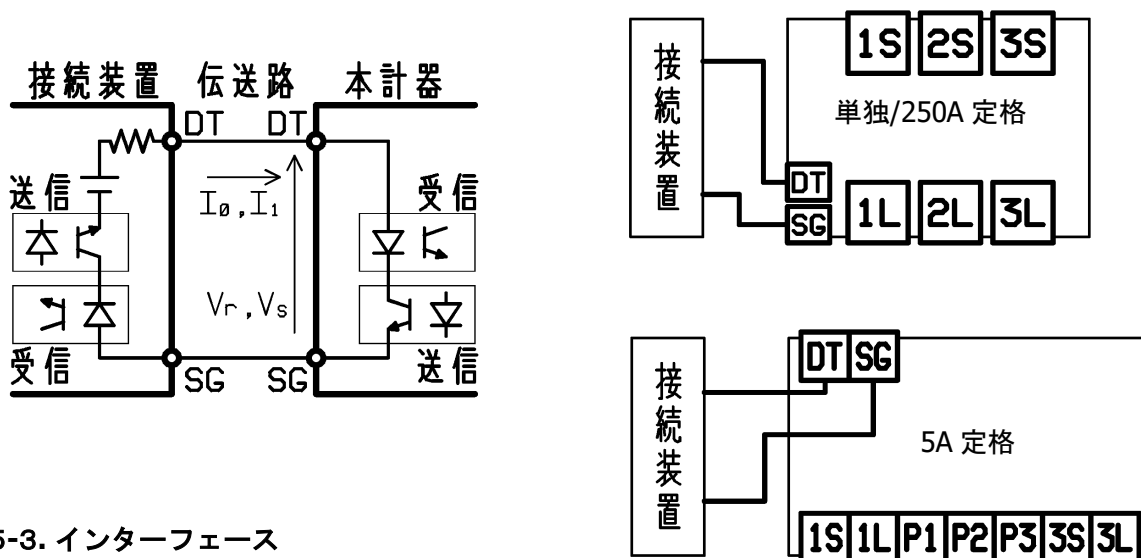 接続装置 伝送路 本計器
DT DT
送信
I0,I1
受信
Vr,Vs
受信
SG SG
送信
5-3. インターフェース
接続装置
1S 2S 3S
単独/250A 定格
DT
SG
1L 2L 3L
接続装置
DT SG
5A 定格
1S 1L P1 P2 P3 3S 3L